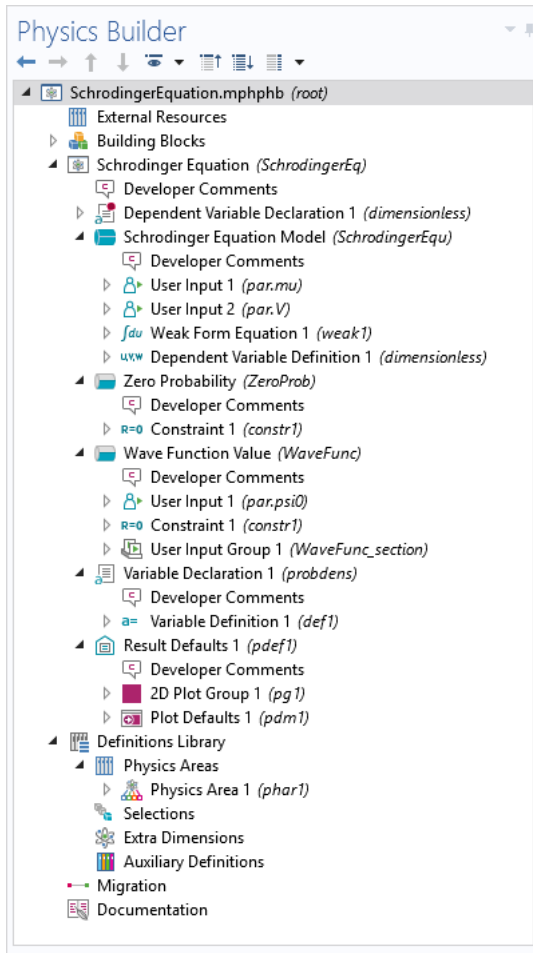 Physics Builder
SchrodingerEquation.mphphb (root)
External Resources
Building Blocks
Schrodinger Equation (SchrodingerEq)
Developer Comments
Dependent Variable Declaration 1 (dimensionless)
Schrodinger Equation Model (SchrodingerEqu)
Developer Comments
User Input 1 (par.mu)
User Input 2 (par.V)
∫du Weak Form Equation 1 (weak1)
u,v,w Dependent Variable Definition 1 (dimensionless)
Zero Probability (ZeroProb)
Developer Comments
R=0 Constraint 1 (constr1)
Wave Function Value (WaveFunc)
Developer Comments
User Input 1 (par.psi0)
R=0 Constraint 1 (constr1)
User Input Group 1 (WaveFunc_section)
Variable Declaration 1 (probdens)
Developer Comments
a= Variable Definition 1 (def1)
Result Defaults 1 (pdef1)
Developer Comments
2D Plot Group 1 (pg1)
Plot Defaults 1 (pdm1)
Definitions Library
Physics Areas
Physics Area 1 (phar1)
Selections
Extra Dimensions
Auxiliary Definitions
Migration
Documentation